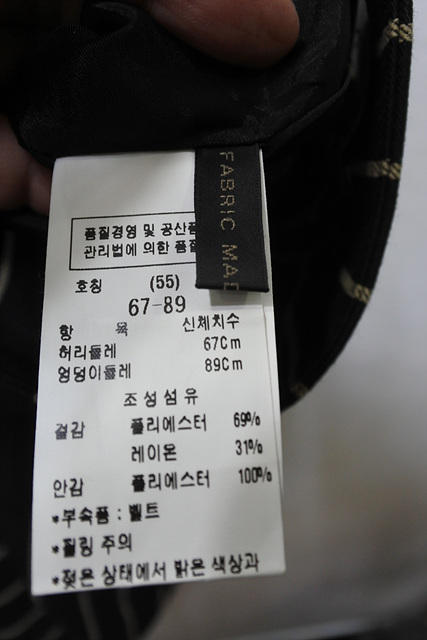 FABRIC MA
품질경영 및 공산품
관리법에 의한 품질
호칭 (55)
67-89
항 목 신체치수
허리둘레 67Cm
엉덩이둘레 89Cm
조성섬유
겉감 폴리에스터 69%
레이온 31%
안감 폴리에스터 100%
*부속품 : 벨트
*필링 주의
*젖은 상태에서 밝은 색상과